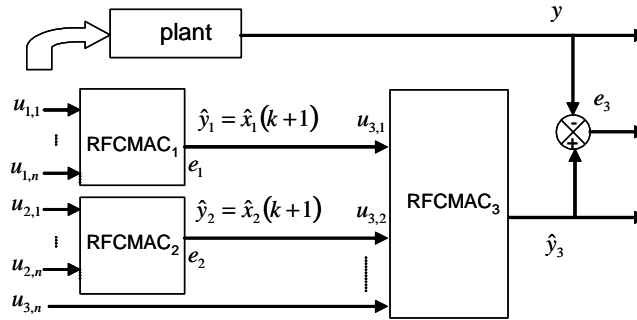 y
plant
e₃
-
+
u₁,₁
u₁,ₙ
RFCMAC₁
ŷ₁ = x̂₁(k+1)
e₁
u₃,₁
u₂,₁
u₂,ₙ
RFCMAC₂
ŷ₂ = x̂₂(k+1)
e₂
u₃,₂
RFCMAC₃
ŷ₃
u₃,ₙ